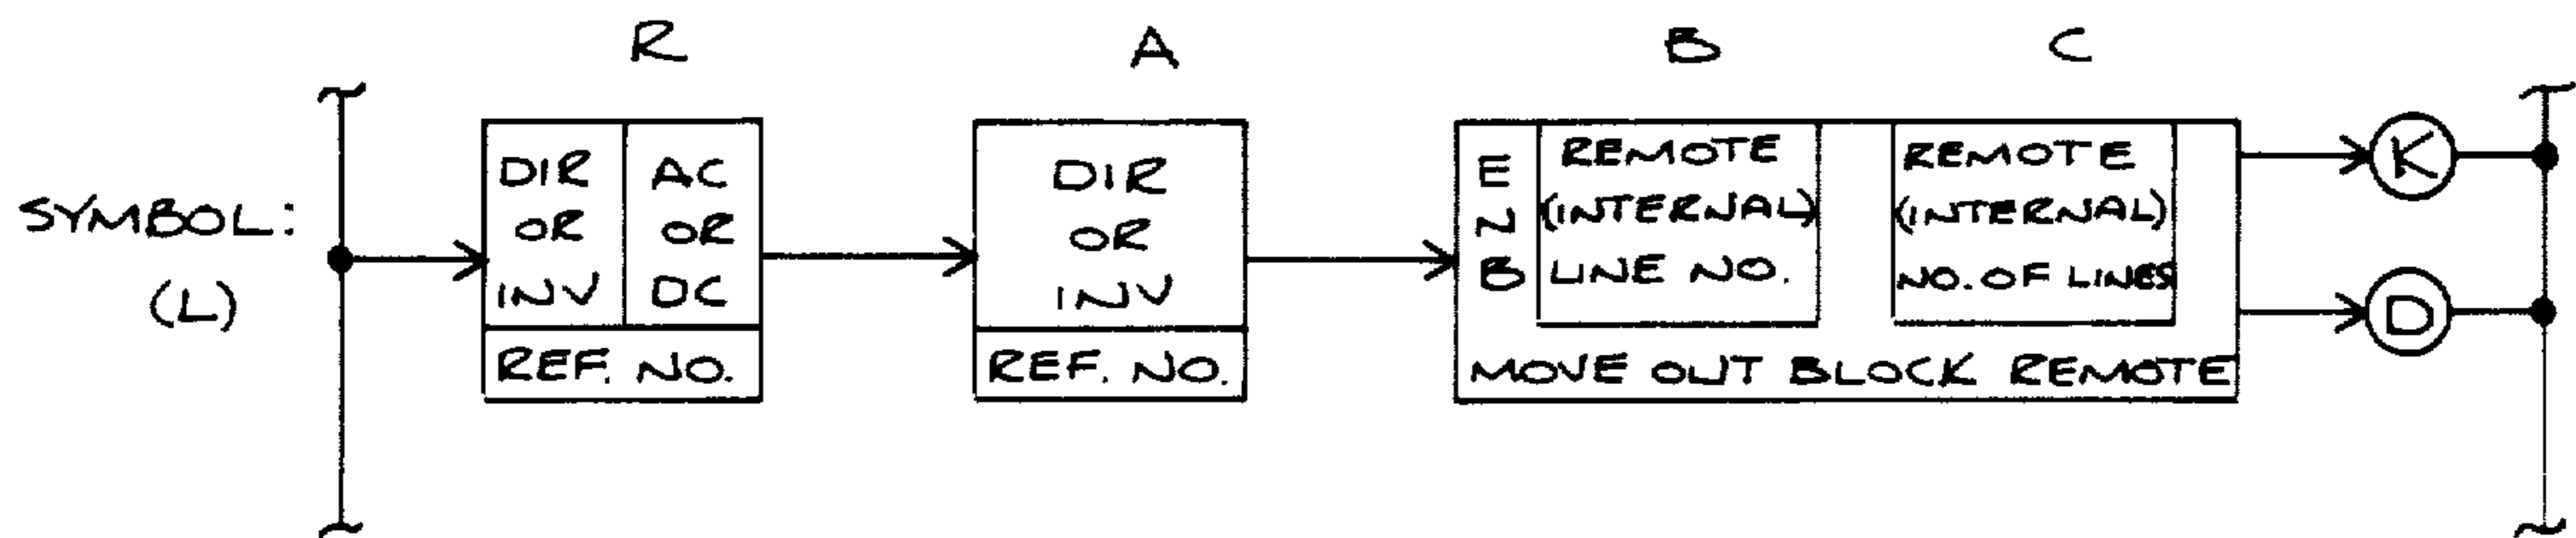 R A B C
SYMBOL:
(L)
DIR OR INV
AC OR DC
REF. NO.
DIR OR INV
REF. NO.
ENB
REMOTE
(INTERNAL)
LINE NO.
REMOTE
(INTERNAL)
NO. OF LINES
MOVE OUT BLOCK REMOTE
K
D